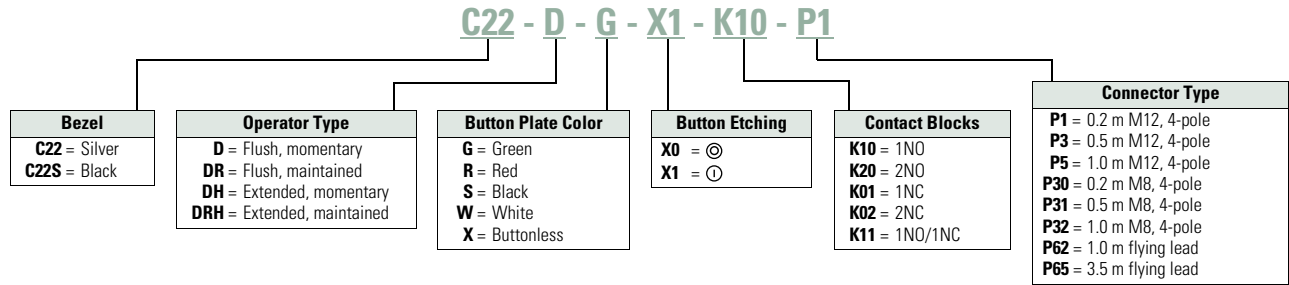 C22 - D - G - X1 - K10 - P1
Bezel
C22 = Silver
C22S = Black
Operator Type
D = Flush, momentary
DR = Flush, maintained
DH = Extended, momentary
DRH = Extended, maintained
Button Plate Color
G = Green
R = Red
S = Black
W = White
X = Buttonless
Button Etching
X0 =
X1 =
Contact Blocks
K10 = 1NO
K20 = 2NO
K01 = 1NC
K02 = 2NC
K11 = 1NO/1NC
Connector Type
P1 = 0.2 m M12, 4-pole
P3 = 0.5 m M12, 4-pole
P5 = 1.0 m M12, 4-pole
P30 = 0.2 m M8, 4-pole
P31 = 0.5 m M8, 4-pole
P32 = 1.0 m M8, 4-pole
P62 = 1.0 m flying lead
P65 = 3.5 m flying lead